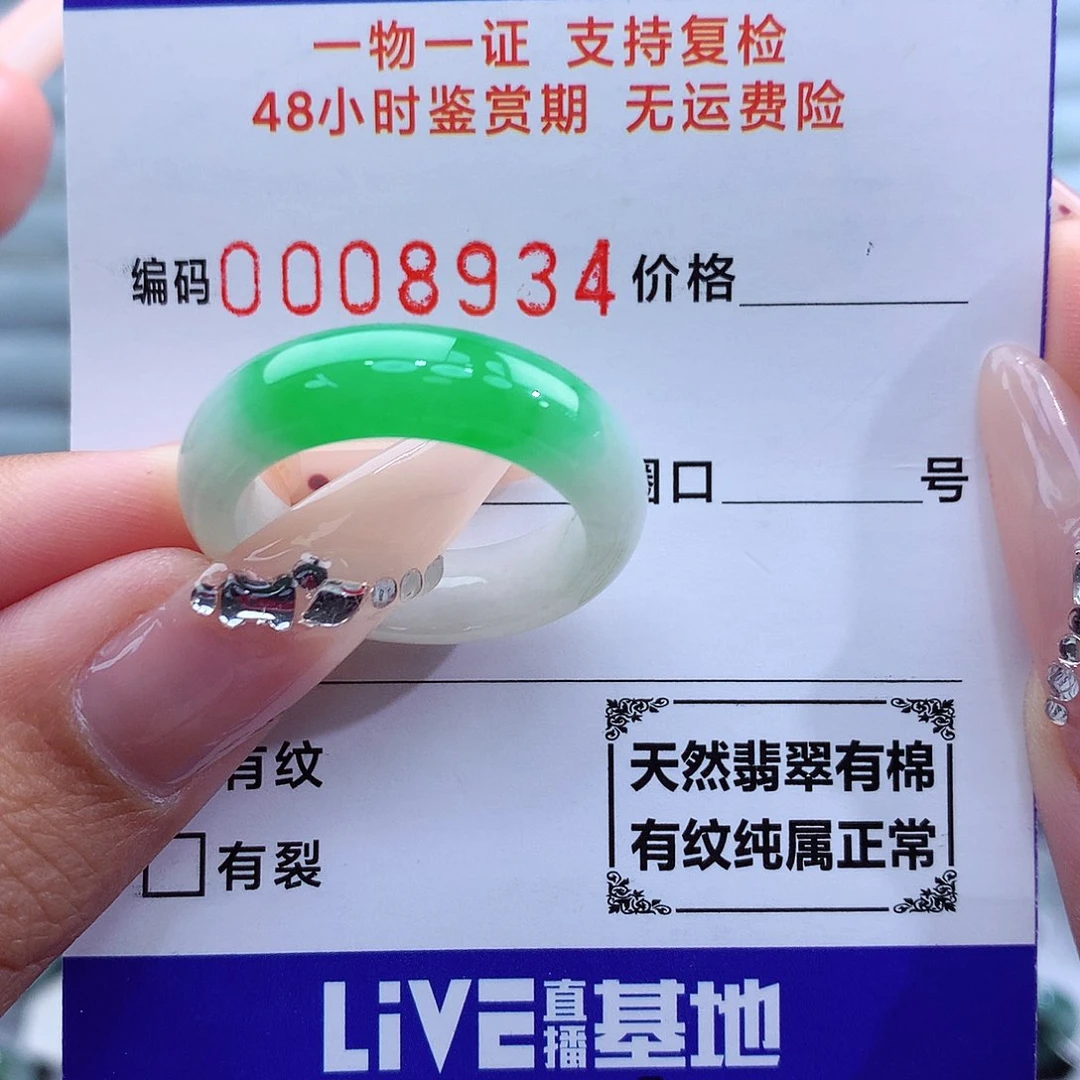 一物一证 支持复检
48小时鉴赏期 无运费险
编码0008934 价格
口 号
有纹
有裂
天然翡翠有棉
有纹纯属正常
LiVE直播基地